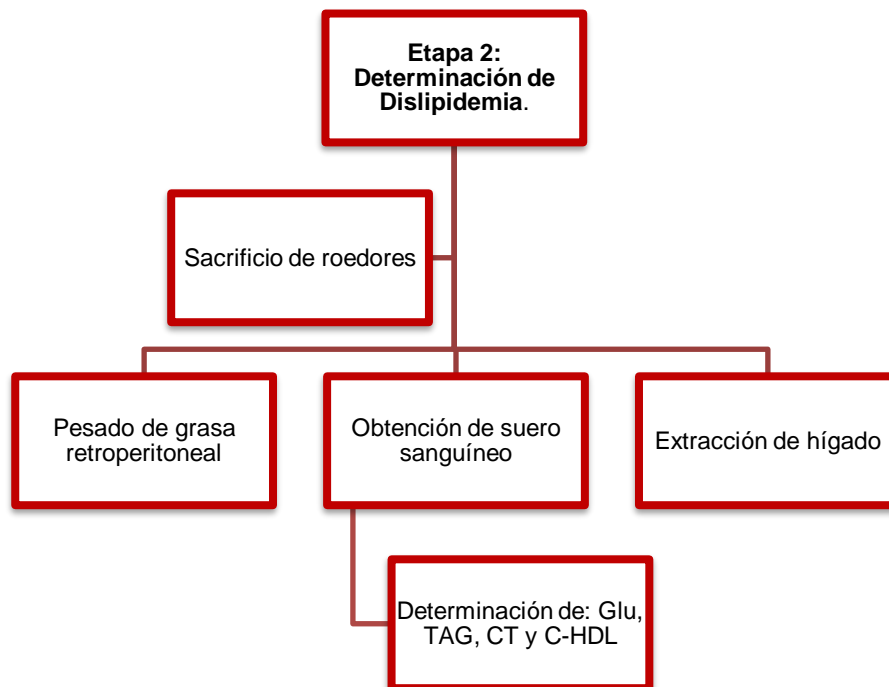 Etapa 2:
Determinación de
Dislipidemia.
Sacrificio de roedores
Pesado de grasa
retroperitoneal
Obtención de suero
sanguíneo
Extracción de hígado
Determinación de: Glu,
TAG, CT y C-HDL